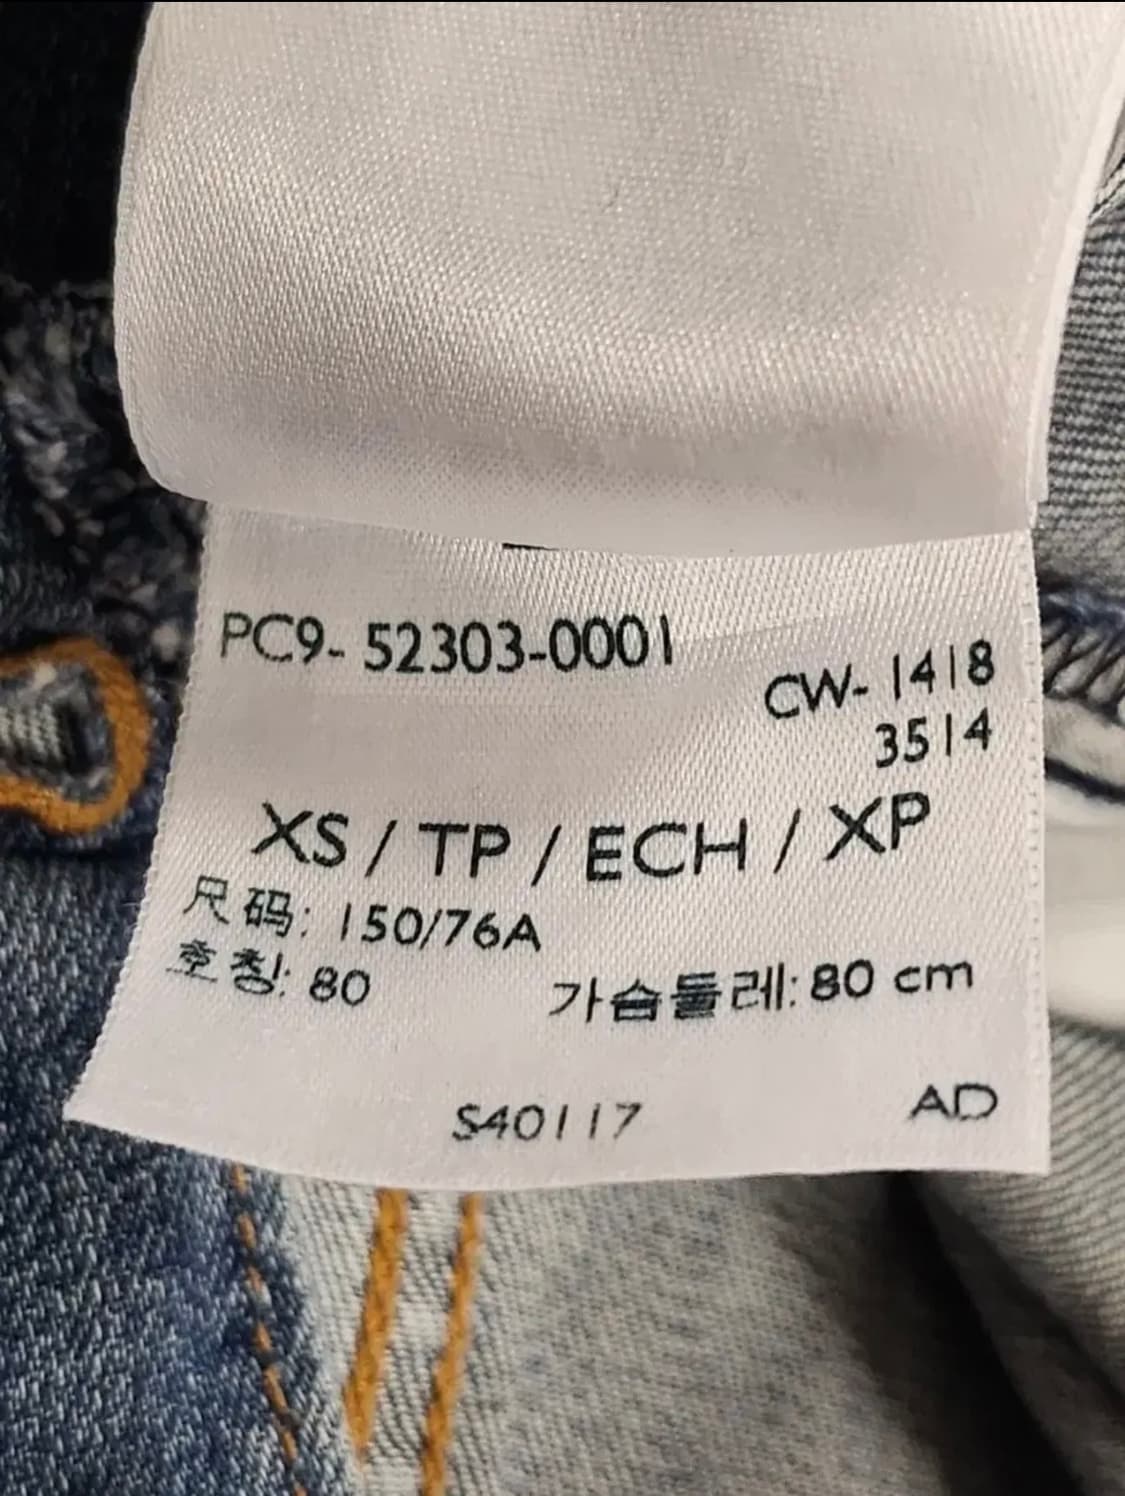 PC9- 52303-0001
CW- 1418
3514
XS / TP / ECH / XP
尺码: 150/76A
호칭: 80 가슴둘레: 80 cm
S40117 AD